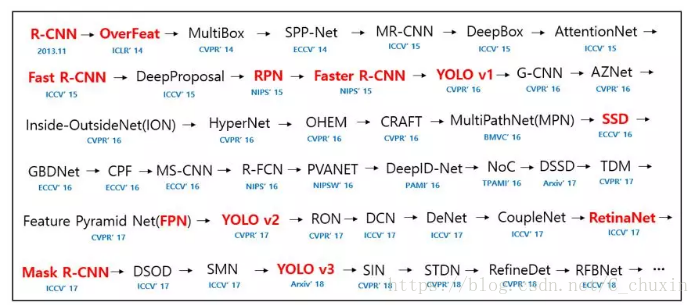 R-CNN → OverFeat → MultiBox → SPP-Net → MR-CNN → DeepBox → AttentionNet →
2013.11 ICLR' 14 CVPR' 14 ECCV' 14 ICCV' 15 ICCV' 15 ICCV' 15
Fast R-CNN → DeepProposal → RPN → Faster R-CNN → YOLO v1 → G-CNN → AZNet →
ICCV' 15 ICCV' 15 NIPS' 15 NIPS' 15 CVPR' 16 CVPR' 16 CVPR' 16
Inside-OutsideNet(ION) → HyperNet → OHEM → CRAFT → MultiPathNet(MPN) → SSD →
CVPR' 16 CVPR' 16 CVPR' 16 CVPR' 16 BMVC' 16 ECCV' 16
GBDNet → CPF → MS-CNN → R-FCN → PVANET → DeepID-Net → NoC → DSSD → TDM →
ECCV' 16 ECCV' 16 ECCV' 16 NIPS' 16 NIPSW' 16 PAMI' 16 TPAMI' 16 Arxiv' 17 CVPR' 17
Feature Pyramid Net(FPN) → YOLO v2 → RON → DCN → DeNet → CoupleNet → RetinaNet →
CVPR' 17 CVPR' 17 CVPR' 17 ICCV' 17 ICCV' 17 ICCV' 17 ICCV' 17
Mask R-CNN → DSOD → SMN → YOLO v3 → SIN → STDN → RefineDet → RFBNet → ...
ICCV' 17 ICCV' 17 ICCV' 17 Arxiv' 18 CVPR' 18 CVPR' 18 CVPR' 18 ECCV' 18